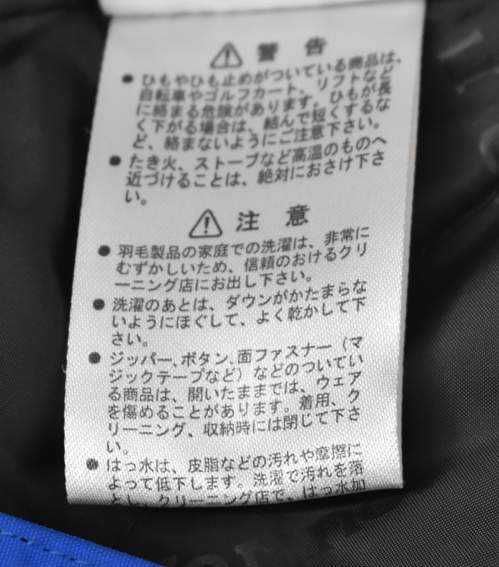 ⚠ 警告
● ひもやひも止めがついている商品は、
自転車やゴルフカート、リフトなど
に絡まる危険があります。ひもが長
く下がる場合は、結んで短くするな
ど、絡まないようにご注意下さい。
● たき火、ストーブなど高温のものへ
近づけることは、絶対におさけ下さ
い。
⚠ 注意
● 羽毛製品の家庭での洗濯は、非常に
むずかしいため、信頼のおけるクリ
ーニング店にお出し下さい。
● 洗濯のあとは、ダウンがかたまらな
いようにほぐして、よく乾かして下
さい。
● ジッパー、ボタン、面ファスナー（マ
ジックテープなど）などのついてい
る商品は、開いたままでは、ウェア
を傷めることがあります。着用、ク
リーニング、収納時には閉じて下さ
い。
● はっ水は、皮脂などの汚れや摩擦に
よって低下します。洗濯で汚れを落
とし、クリーニング店で、はっ水加